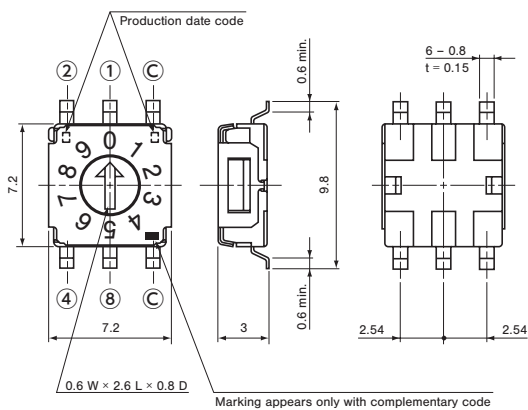 Production date code
② ① Ⓒ
0.6 min.
6 – 0.8
t = 0.15
0
1
2
3
4
5
6
7
8
9
7.2
9.8
④ ⑧ Ⓒ
0.6 min.
7.2
3
2.54
2.54
0.6 W × 2.6 L × 0.8 D
Marking appears only with complementary code